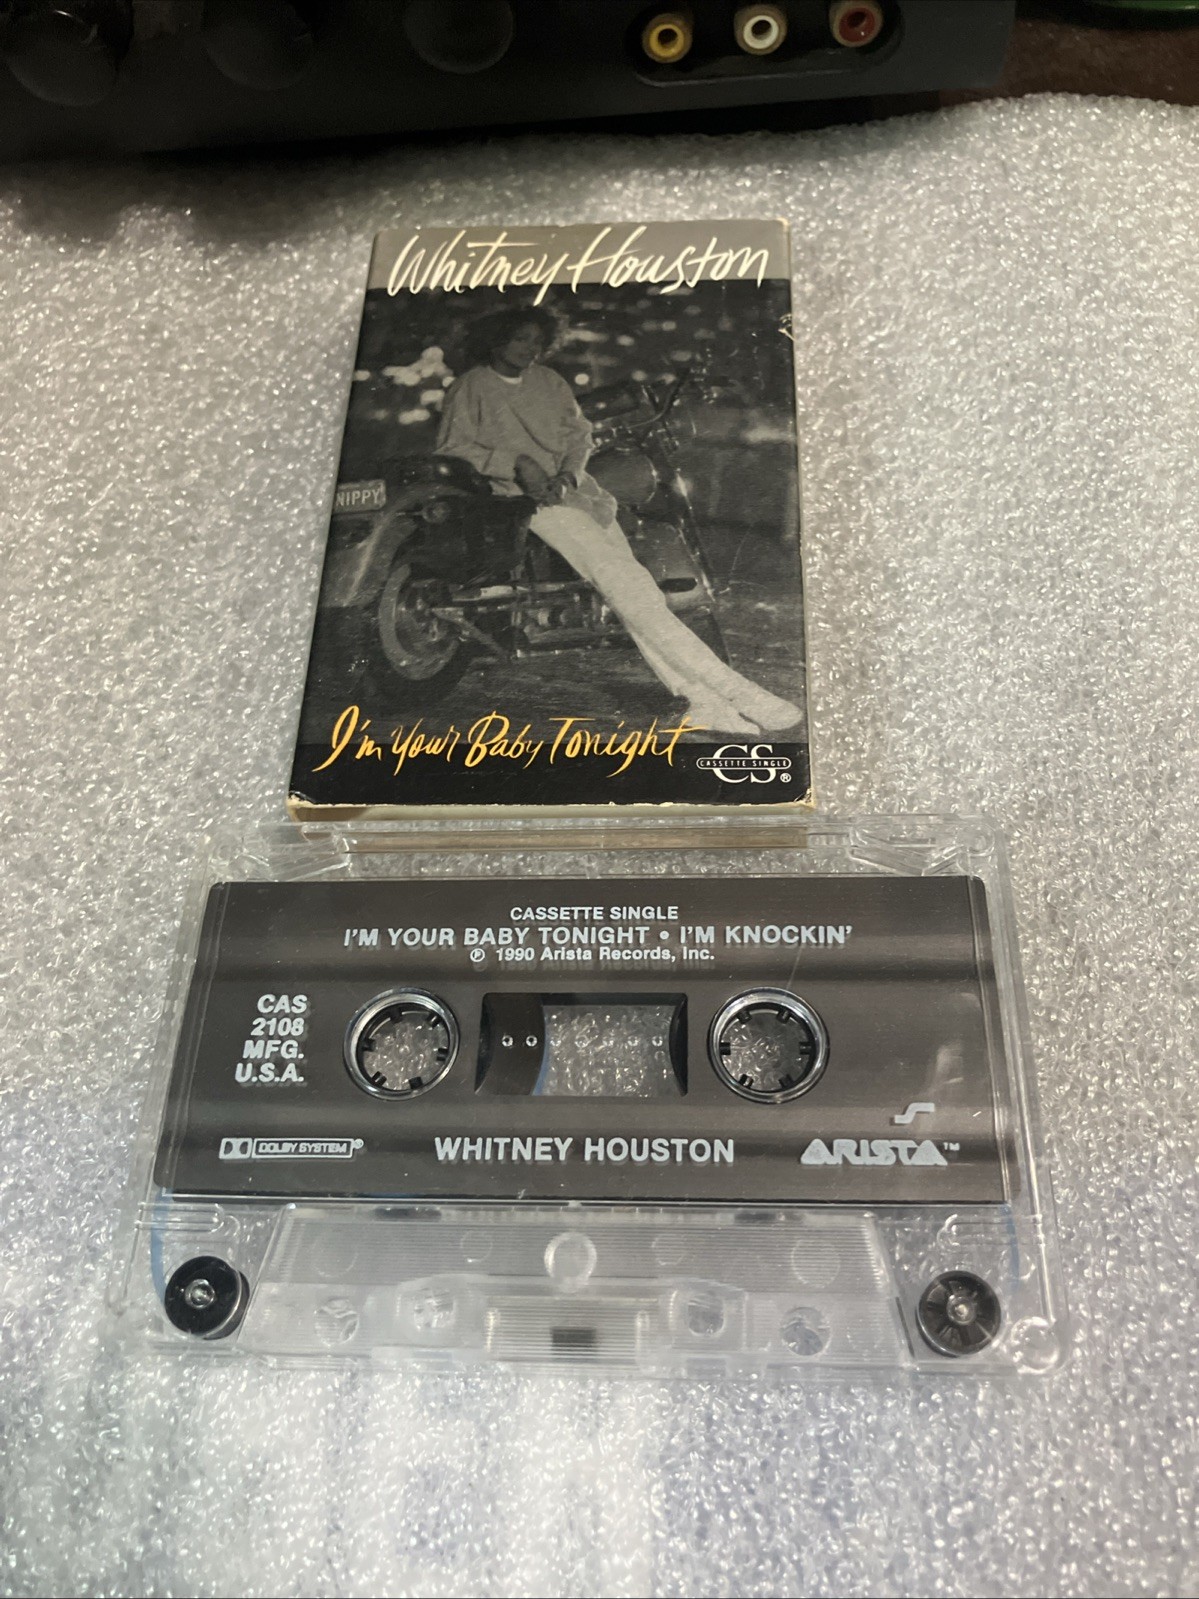 Whitney Houston
NIPPY
I'm Your Baby Tonight
CS
CASSETTE SINGLE
®
CASSETTE SINGLE
I'M YOUR BABY TONIGHT • I'M KNOCKIN'
℗ 1990 Arista Records, Inc.
CAS
2108
MFG.
U.S.A.
DOLBY SYSTEM®
WHITNEY HOUSTON
ARISTA™